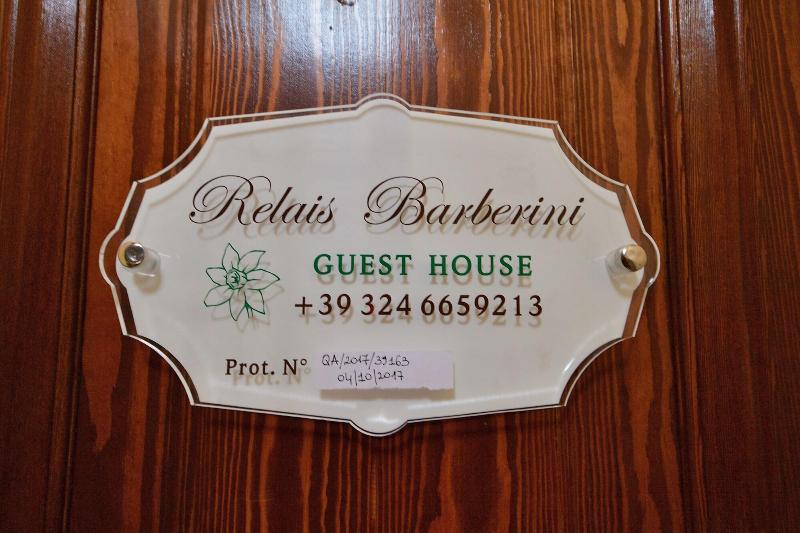 Relais Barberini
GUEST HOUSE
+39 324 6659213
Prot. N° QA/2017/39163
04/10/2017